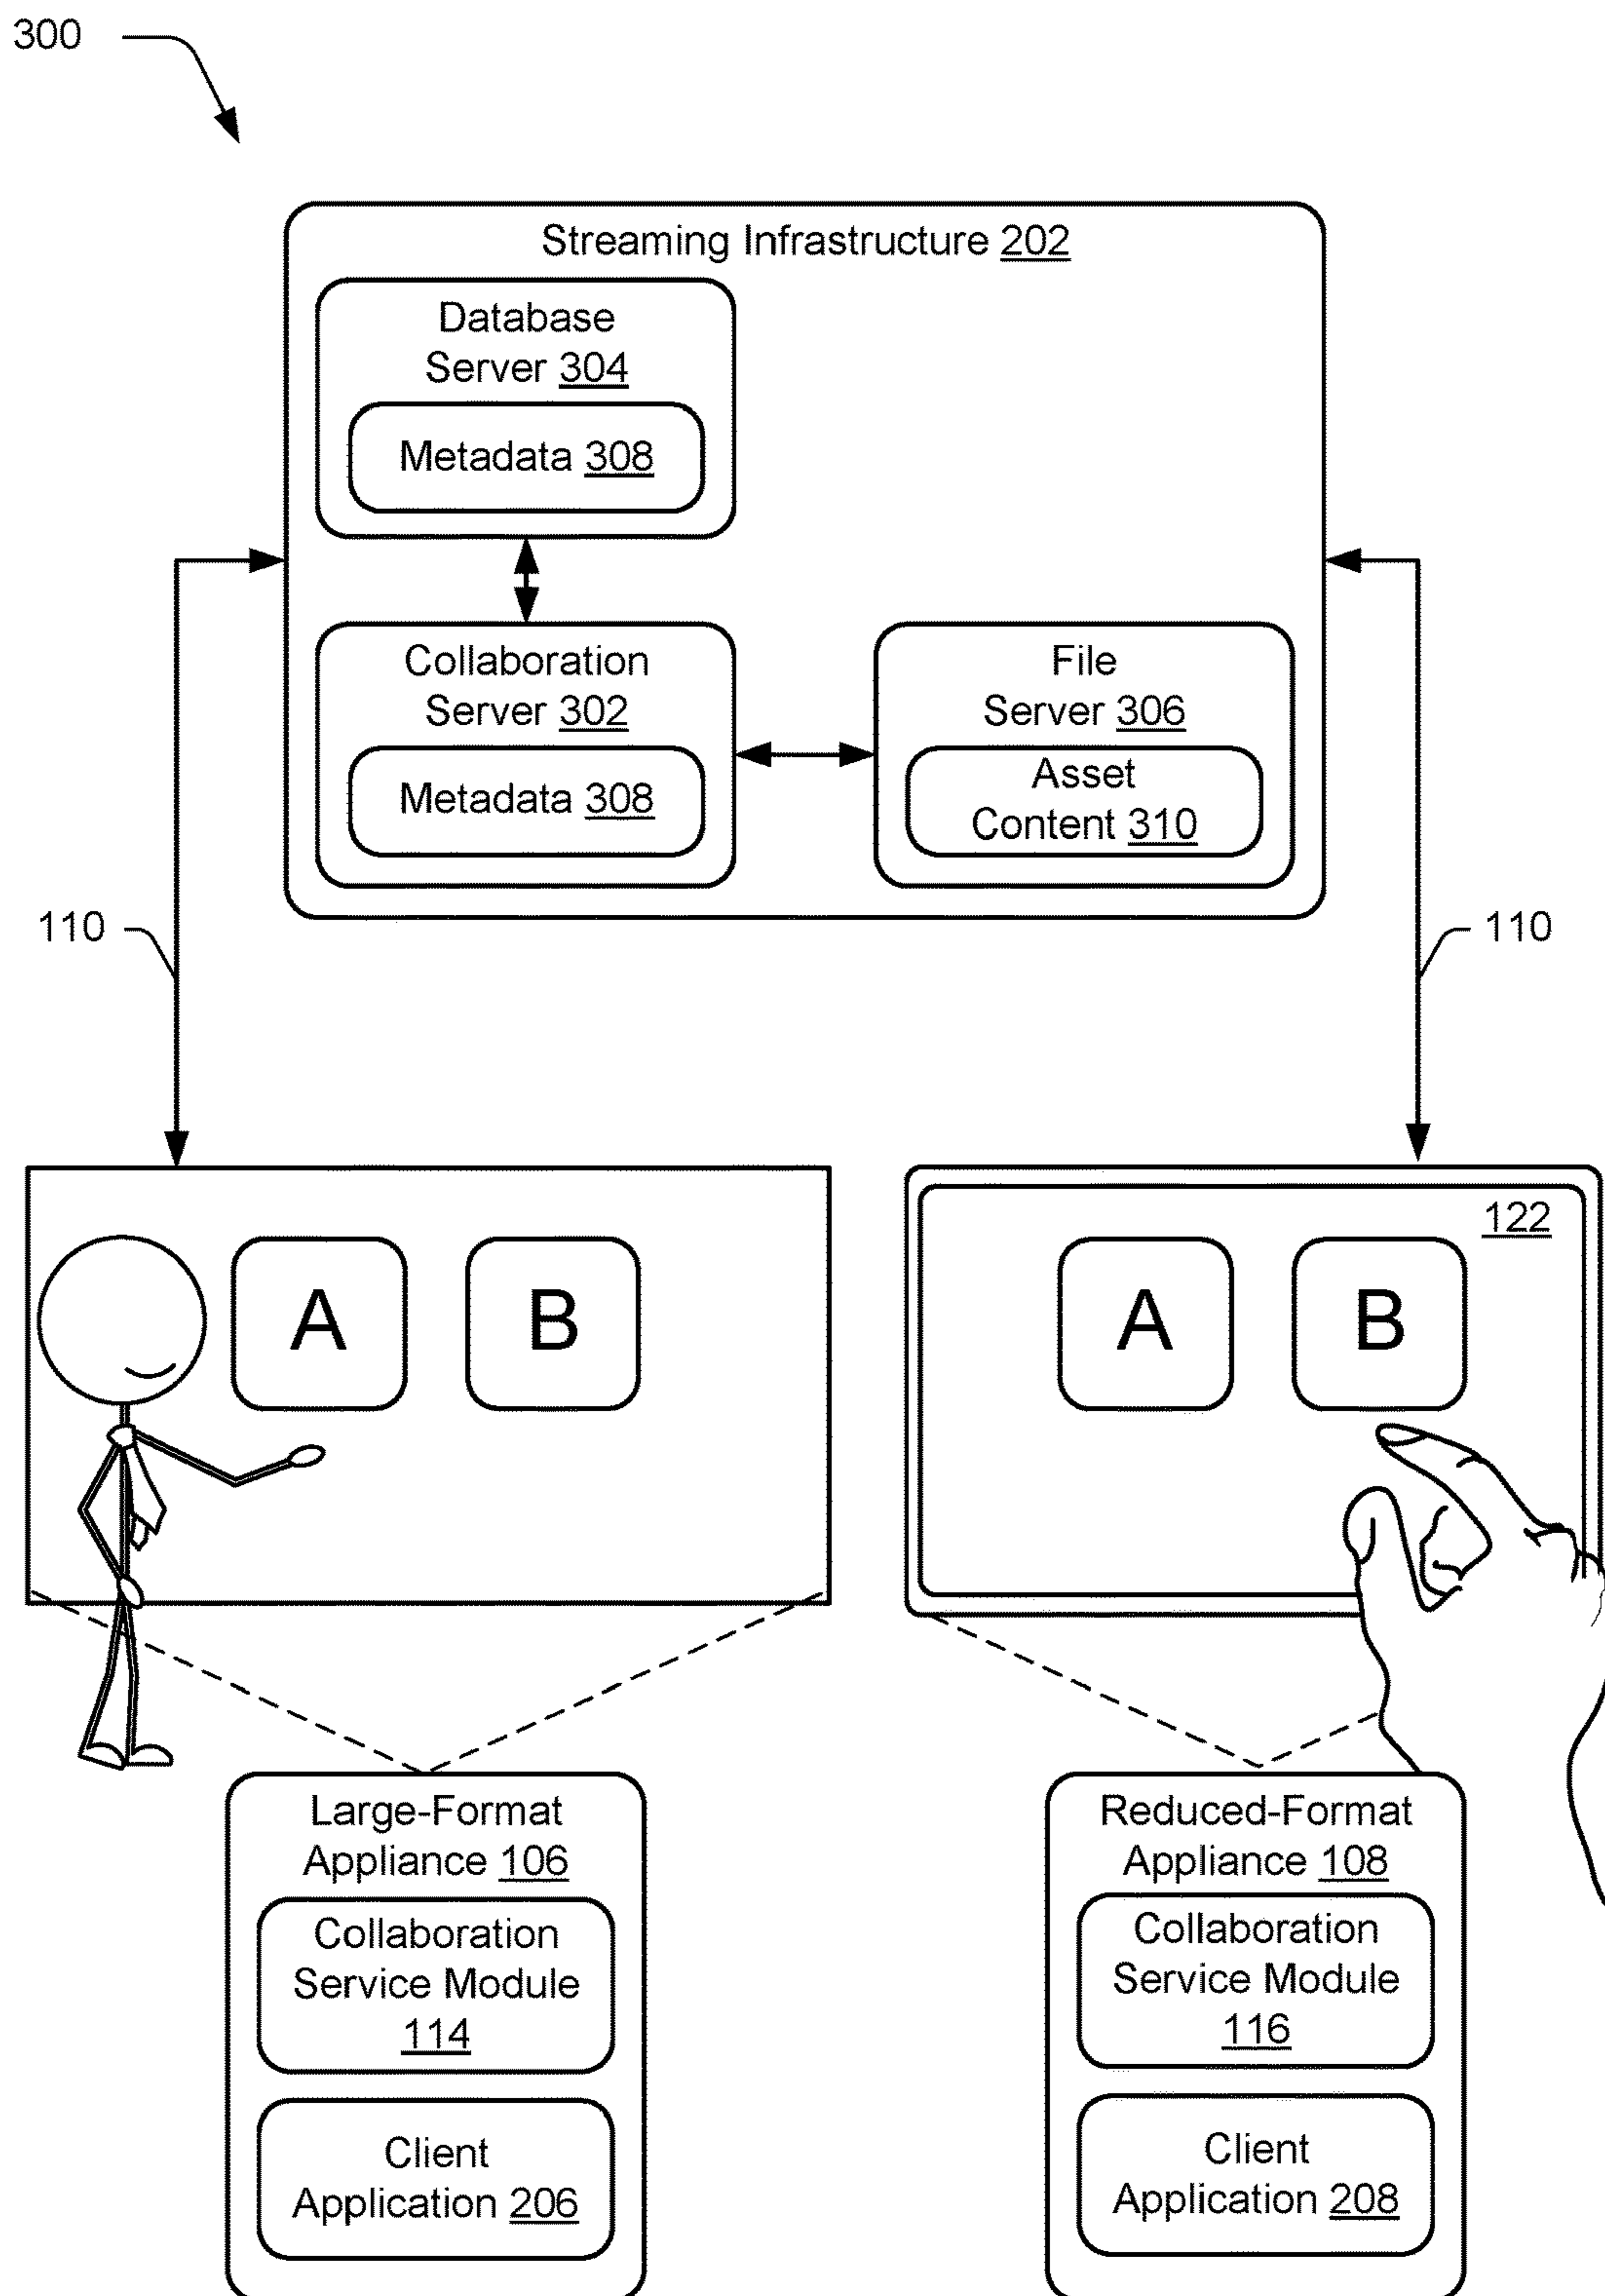 300
Streaming Infrastructure 202
Database
Server 304
Metadata 308
Collaboration
Server 302
Metadata 308
File
Server 306
Asset
Content 310
110
110
A
B
122
A
B
Large-Format
Appliance 106
Collaboration
Service Module
114
Client
Application 206
Reduced-Format
Appliance 108
Collaboration
Service Module
116
Client
Application 208